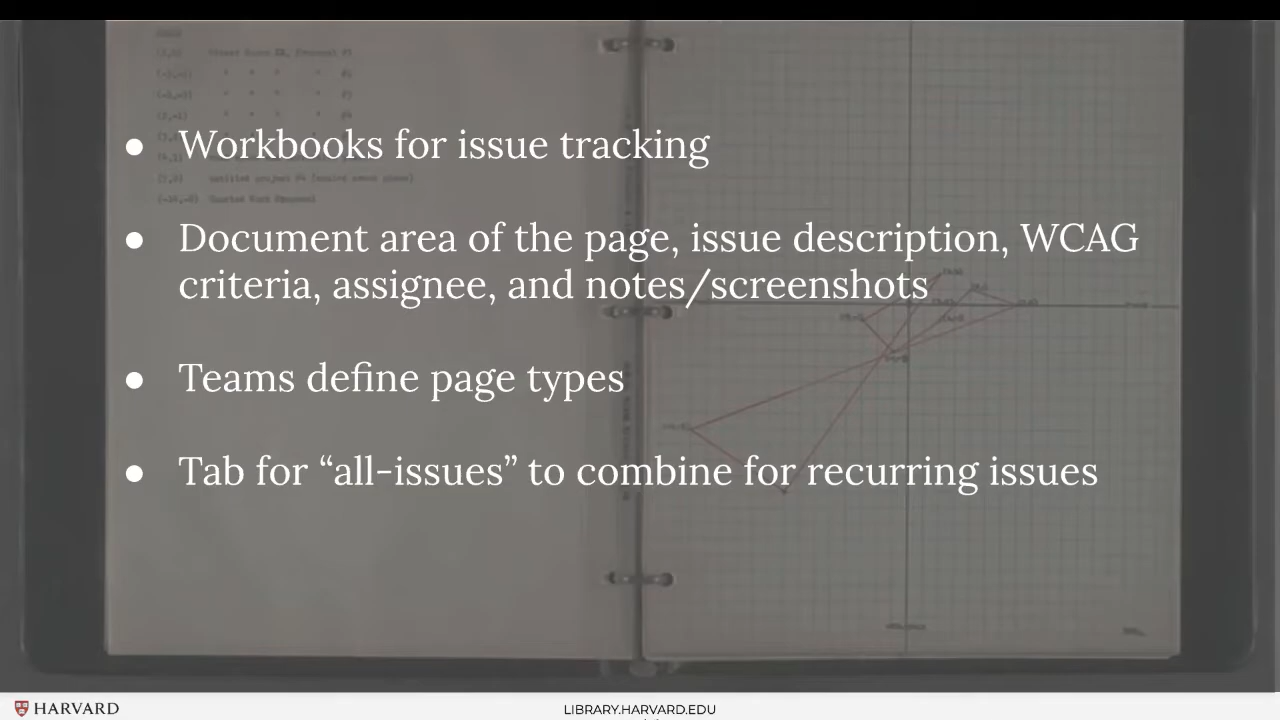 Workbooks for issue tracking
Document area of the page, issue description, WCAG
criteria, assignee, and notes/screenshots
Teams define page types
Tab for “all-issues” to combine for recurring issues
HARVARD
LIBRARY.HARVARD.EDU